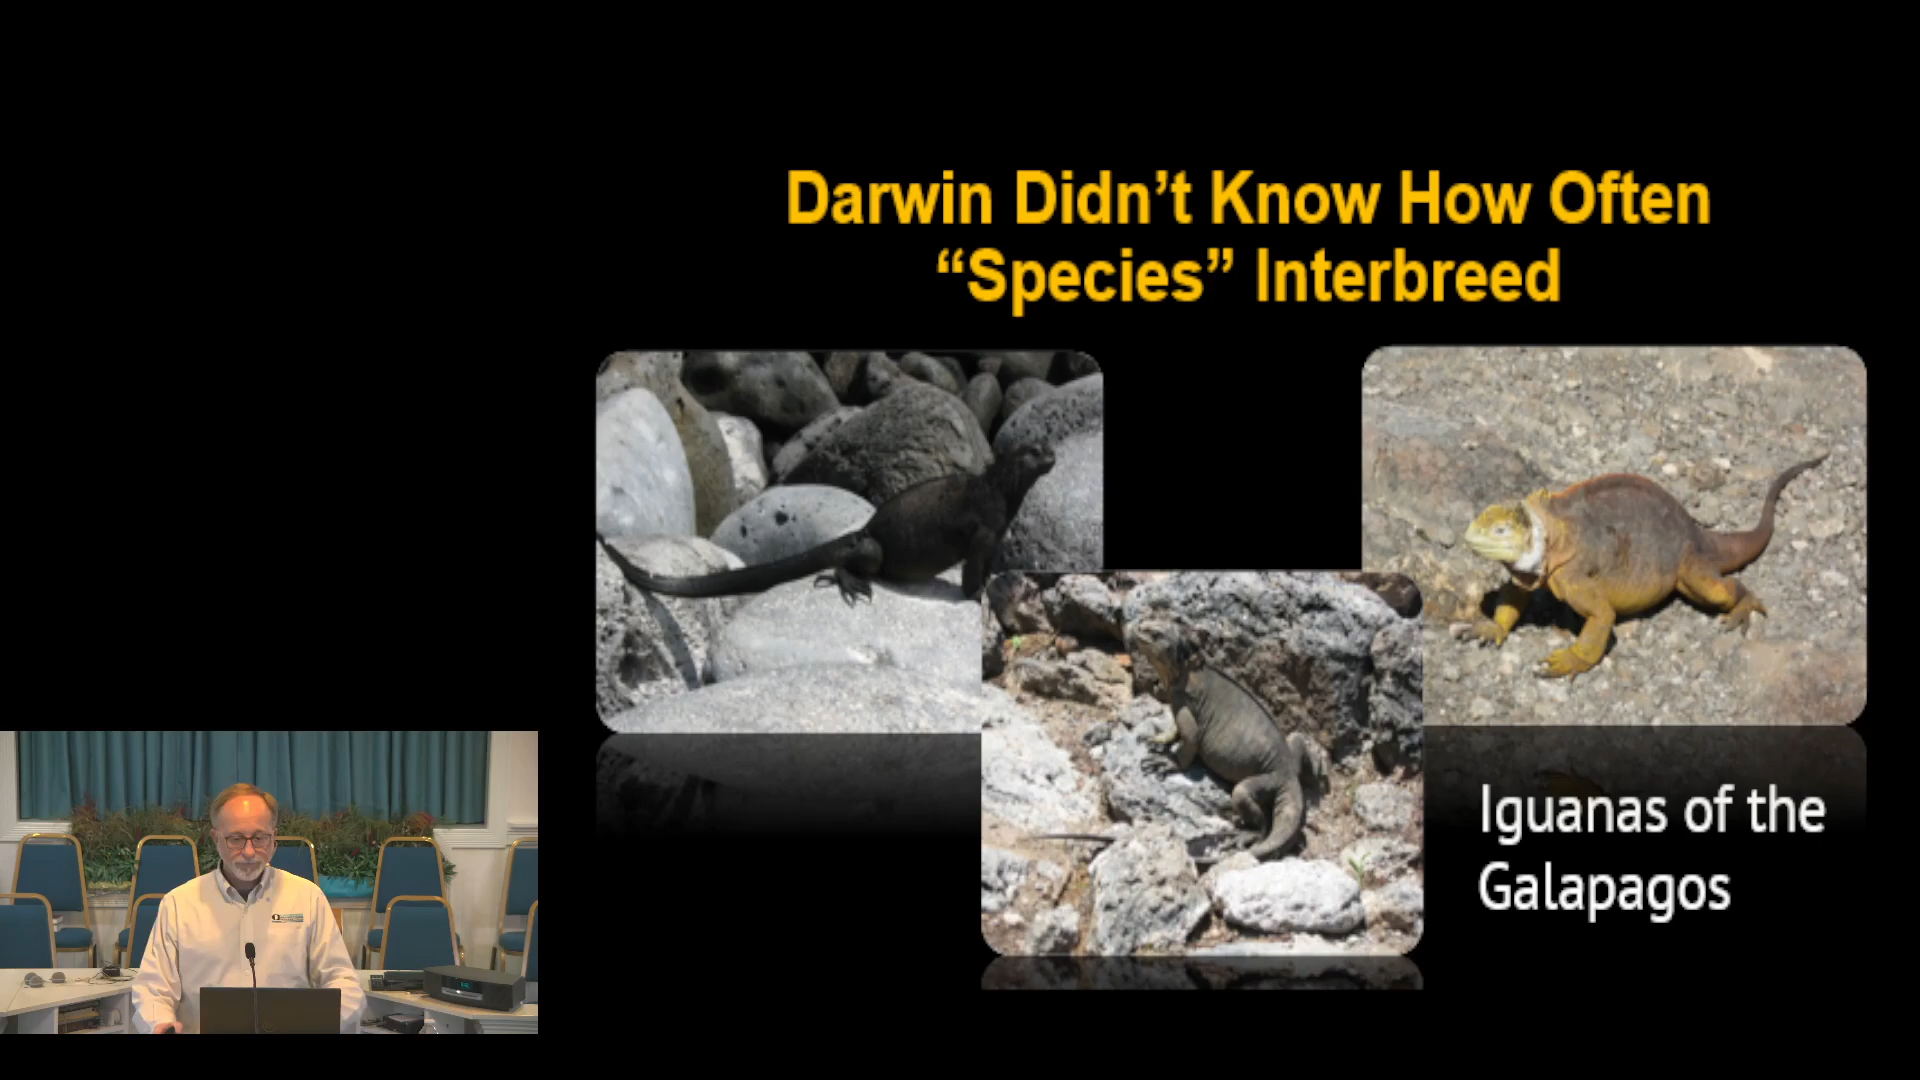 Darwin Didn’t Know How Often
“Species” Interbreed
Iguanas of the
Galapagos